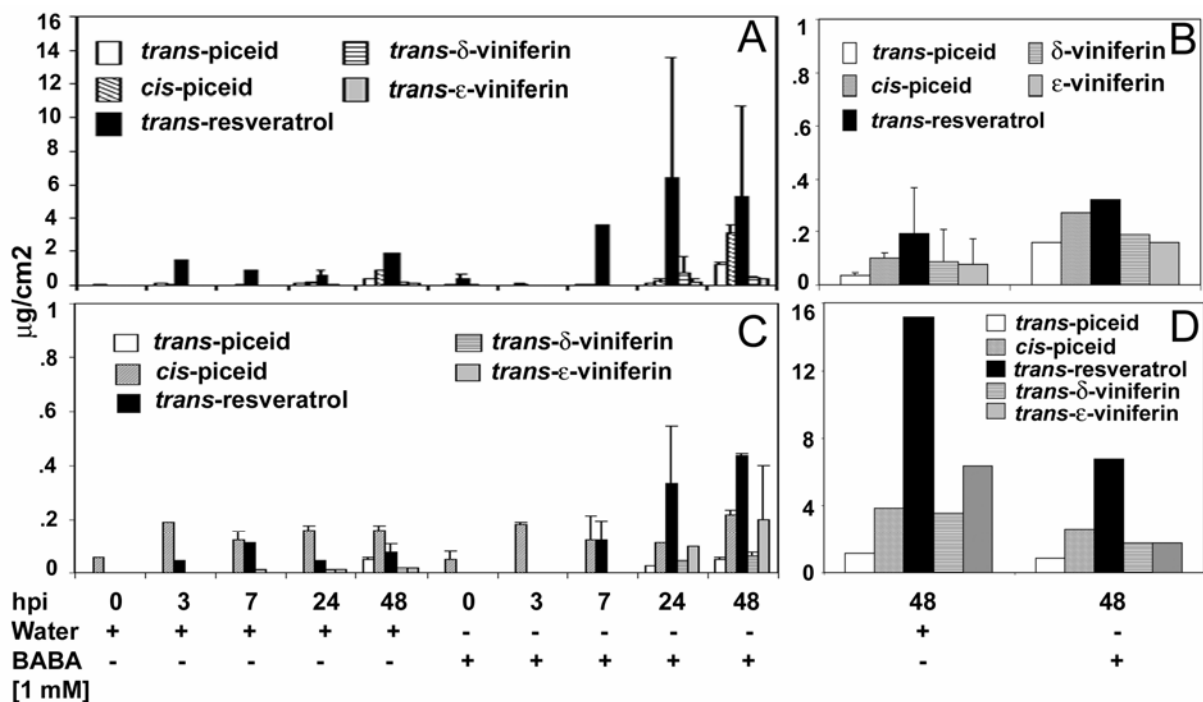 μg/cm2
A
16
14
12
10
8
6
4
2
0
trans-piceid
cis-piceid
trans-resveratrol
trans-δ-viniferin
trans-ε-viniferin
B
1
.8
.6
.4
.2
0
trans-piceid
cis-piceid
trans-resveratrol
δ-viniferin
ε-viniferin
C
1
.8
.6
.4
.2
0
trans-piceid
cis-piceid
trans-resveratrol
trans-δ-viniferin
trans-ε-viniferin
D
16
12
8
4
0
trans-piceid
cis-piceid
trans-resveratrol
trans-δ-viniferin
trans-ε-viniferin
hpi 0 3 7 24 48 0 3 7 24 48 48 48
Water + + + + + - - - - - + -
BABA - - - - - + + + + + - +
[1 mM]